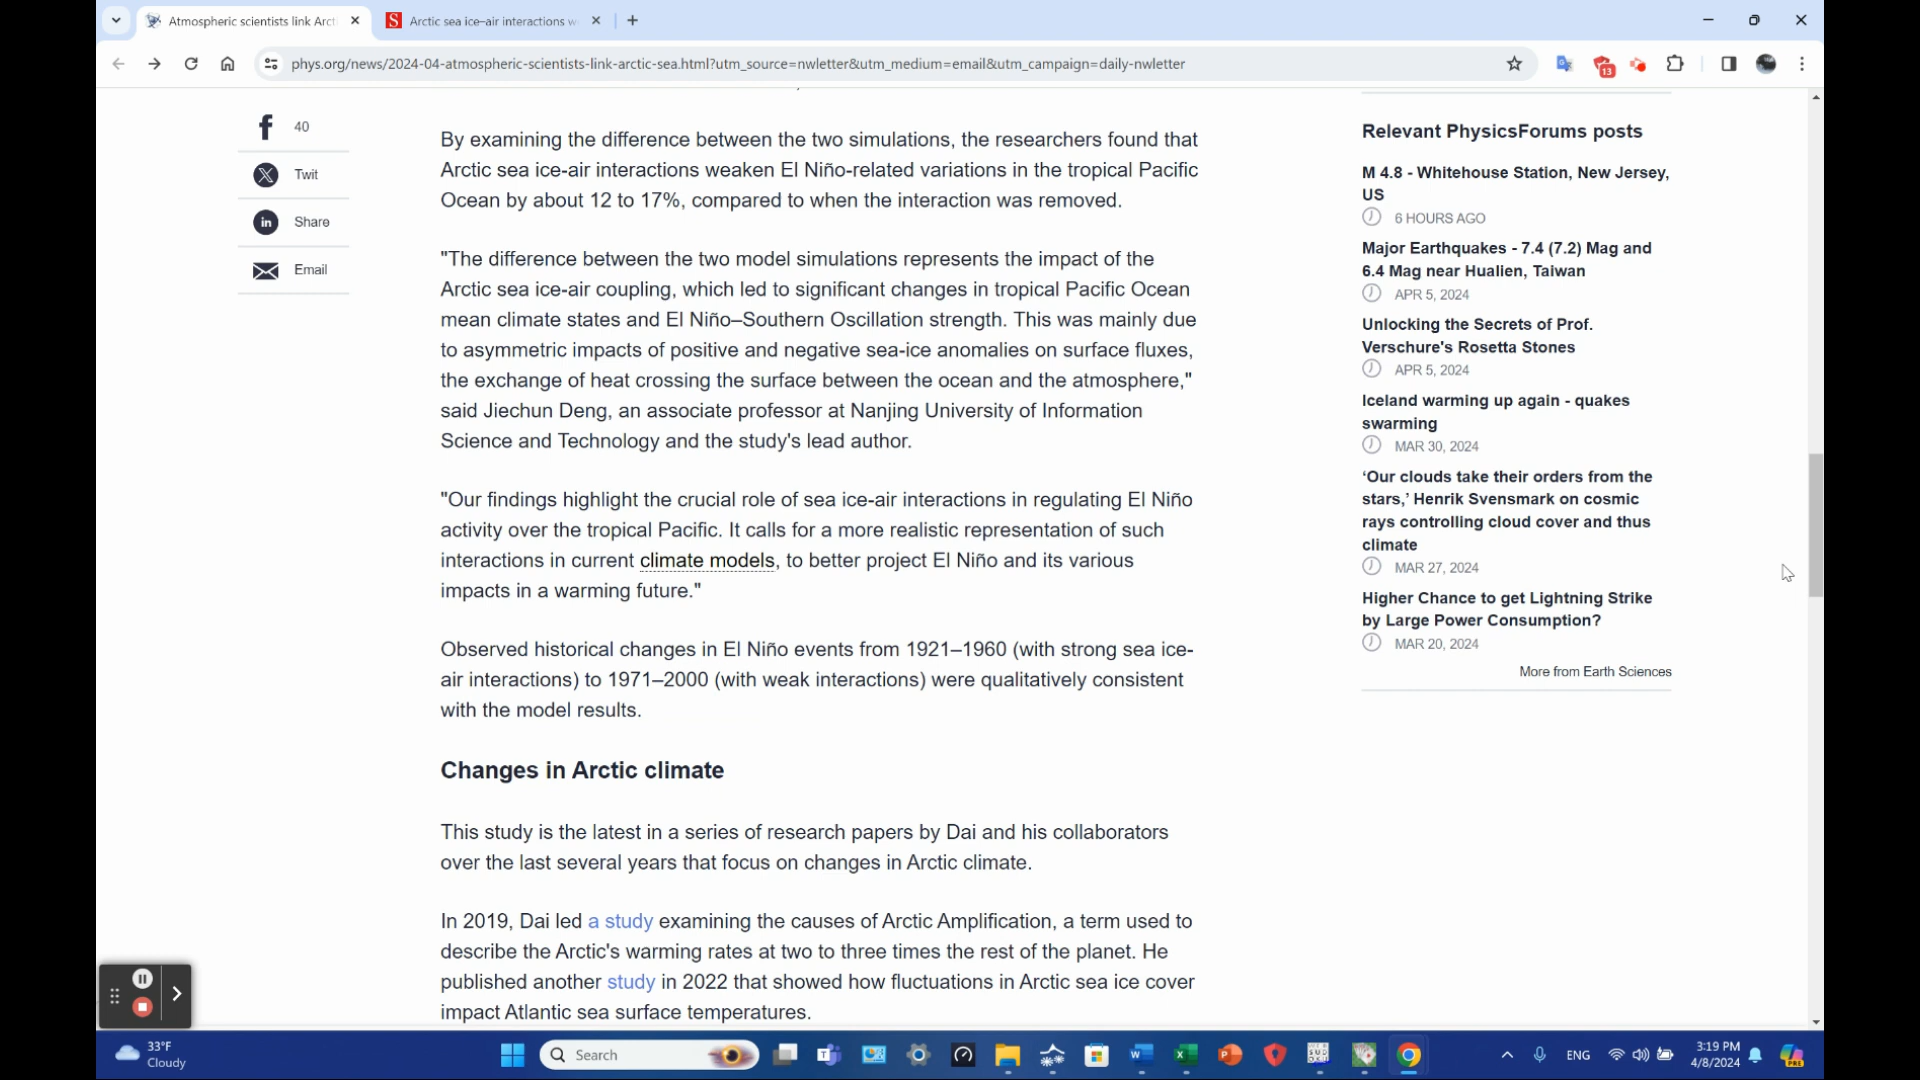 Atmospheric scientists link Arct
Arctic sea ice–air interactions w
phys.org/news/2024-04-atmospheric-scientists-link-arctic-sea.html?utm_source=nwletter&utm_medium=email&utm_campaign=daily-nwletter
13
40
Twit
Share
Email
By examining the difference between the two simulations, the researchers found that
Arctic sea ice-air interactions weaken El Niño-related variations in the tropical Pacific
Ocean by about 12 to 17%, compared to when the interaction was removed.
"The difference between the two model simulations represents the impact of the
Arctic sea ice-air coupling, which led to significant changes in tropical Pacific Ocean
mean climate states and El Niño–Southern Oscillation strength. This was mainly due
to asymmetric impacts of positive and negative sea-ice anomalies on surface fluxes,
the exchange of heat crossing the surface between the ocean and the atmosphere,"
said Jiechun Deng, an associate professor at Nanjing University of Information
Science and Technology and the study's lead author.
"Our findings highlight the crucial role of sea ice-air interactions in regulating El Niño
activity over the tropical Pacific. It calls for a more realistic representation of such
interactions in current climate models, to better project El Niño and its various
impacts in a warming future."
Observed historical changes in El Niño events from 1921–1960 (with strong sea ice-
air interactions) to 1971–2000 (with weak interactions) were qualitatively consistent
with the model results.
Changes in Arctic climate
This study is the latest in a series of research papers by Dai and his collaborators
over the last several years that focus on changes in Arctic climate.
In 2019, Dai led a study examining the causes of Arctic Amplification, a term used to
describe the Arctic's warming rates at two to three times the rest of the planet. He
published another study in 2022 that showed how fluctuations in Arctic sea ice cover
impact Atlantic sea surface temperatures.
Relevant PhysicsForums posts
M 4.8 - Whitehouse Station, New Jersey,
US
6 HOURS AGO
Major Earthquakes - 7.4 (7.2) Mag and
6.4 Mag near Hualien, Taiwan
APR 5, 2024
Unlocking the Secrets of Prof.
Verschure's Rosetta Stones
APR 5, 2024
Iceland warming up again - quakes
swarming
MAR 30, 2024
‘Our clouds take their orders from the
stars,’ Henrik Svensmark on cosmic
rays controlling cloud cover and thus
climate
MAR 27, 2024
Higher Chance to get Lightning Strike
by Large Power Consumption?
MAR 20, 2024
More from Earth Sciences
33°F
Cloudy
Search
ENG
3:19 PM
4/8/2024